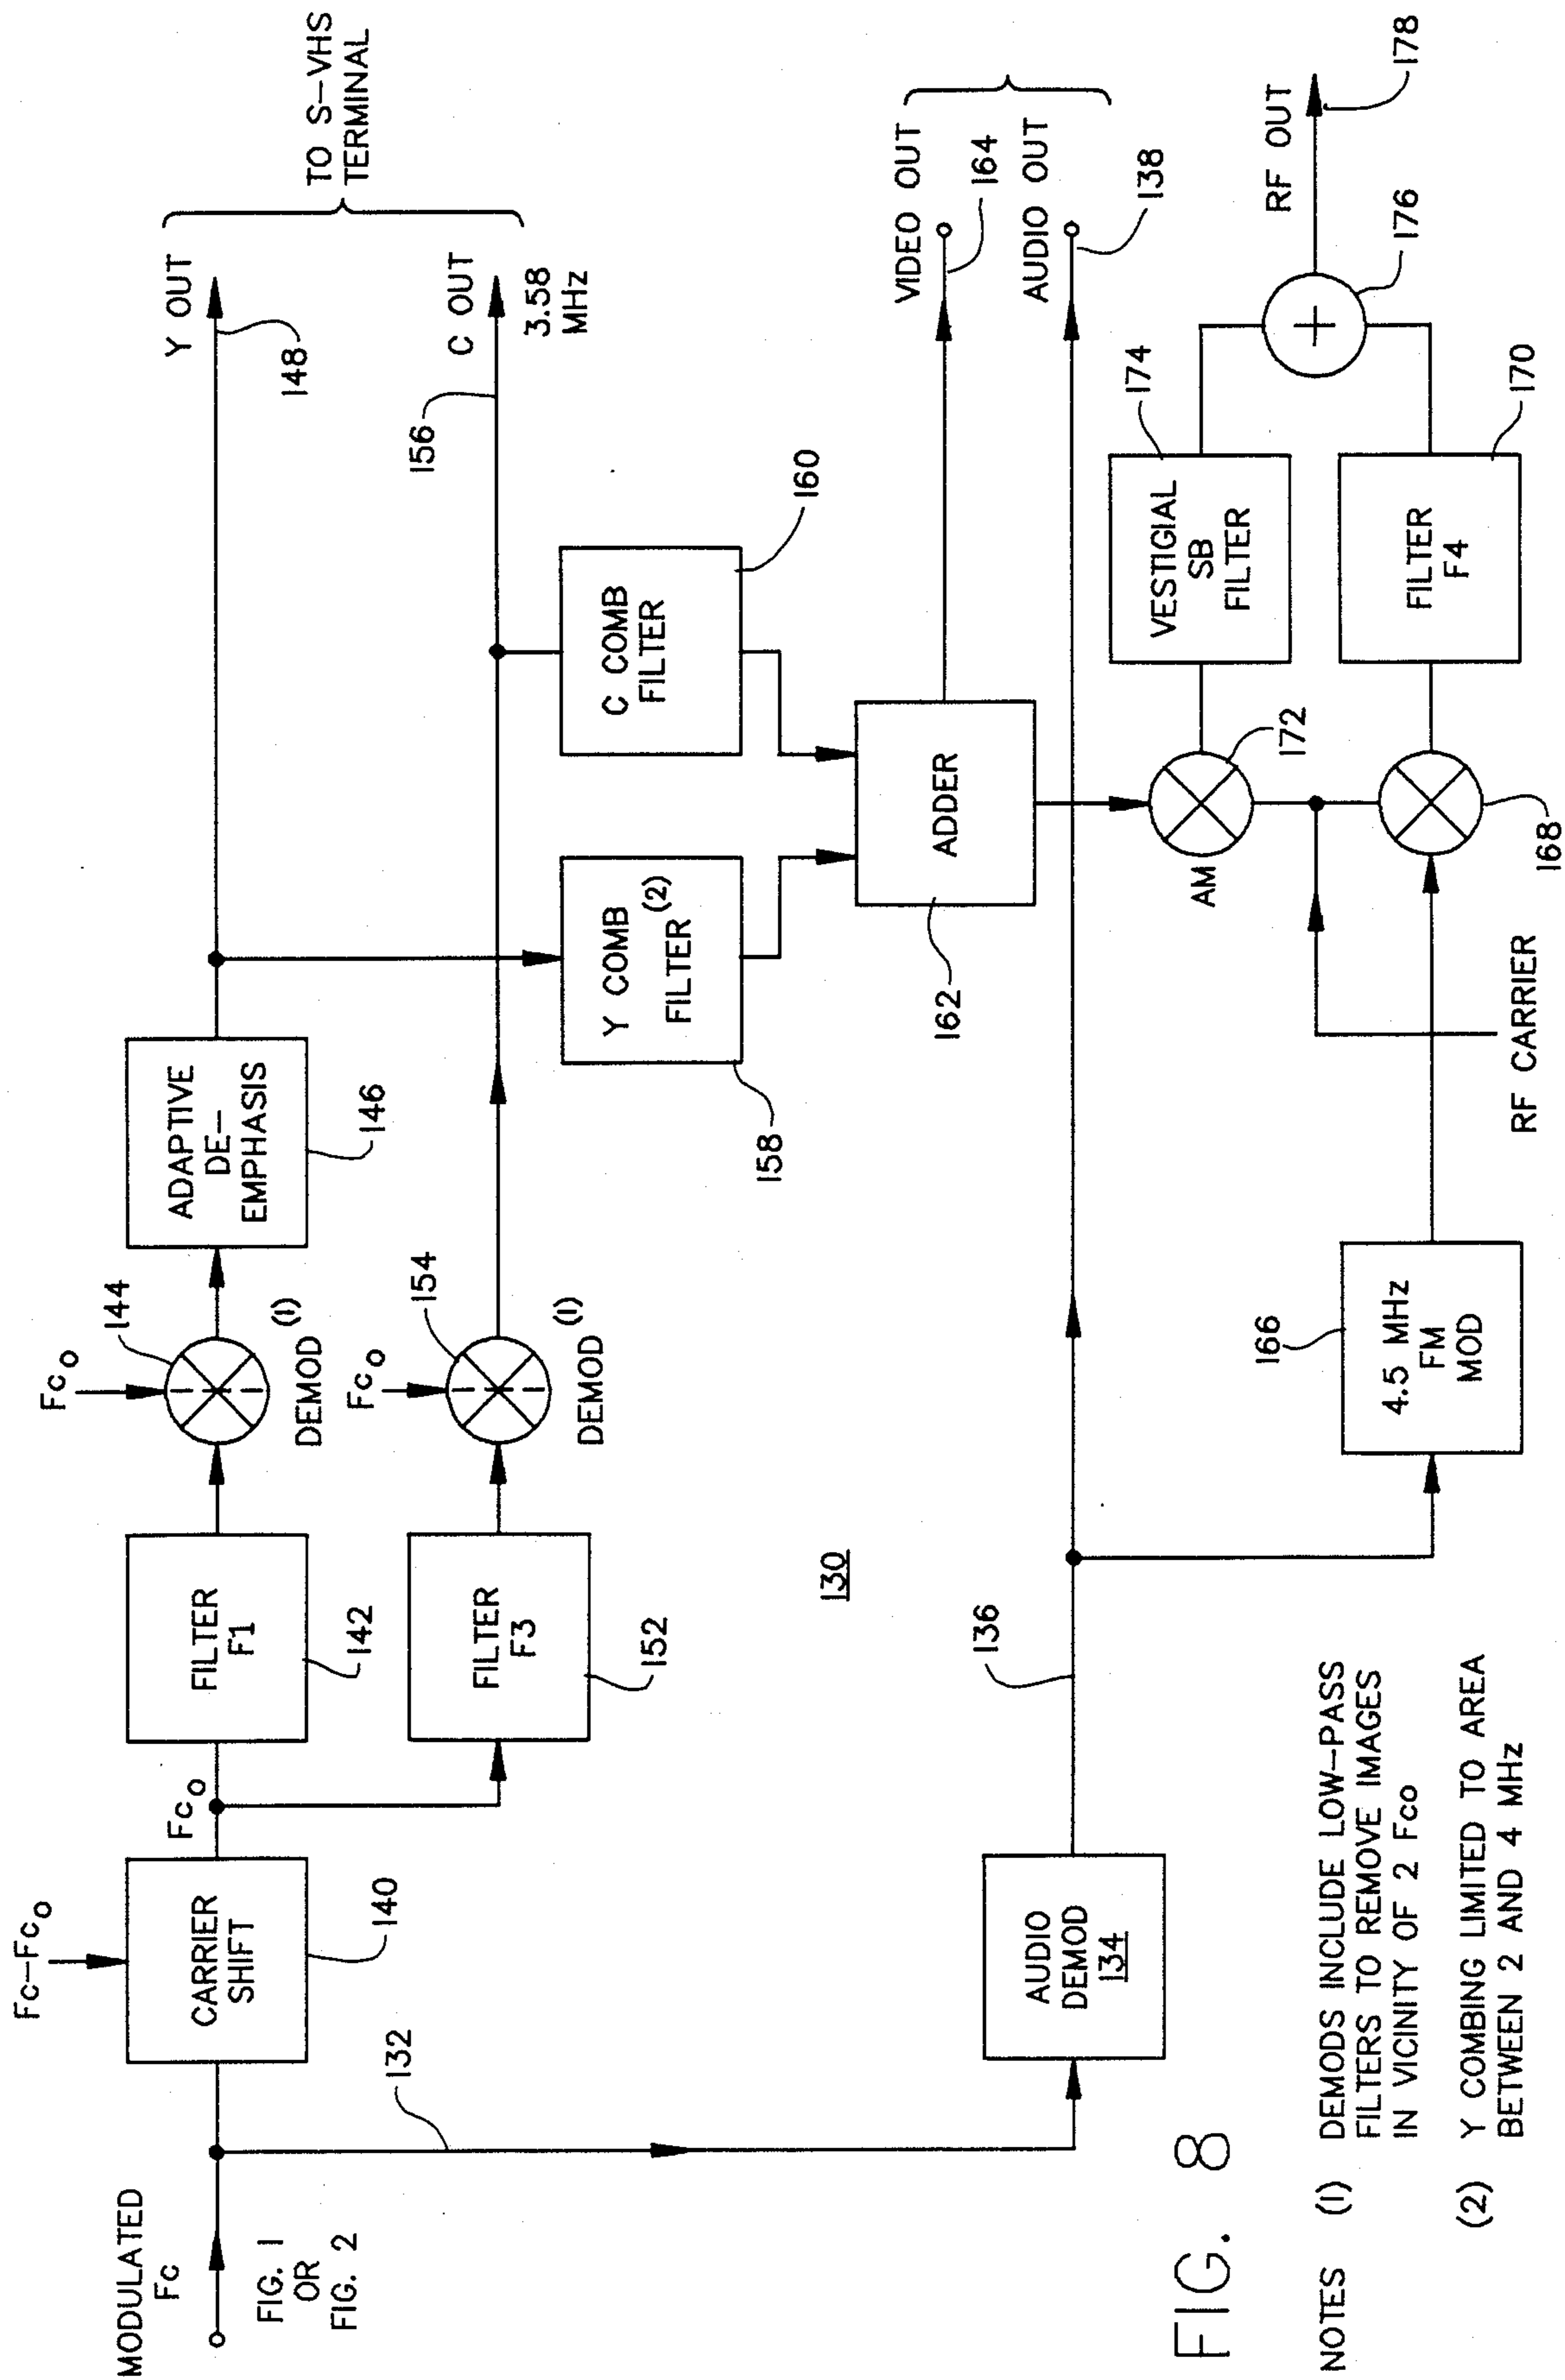 MODULATED
Fc
FIG. 1
OR
FIG. 2
Fc-Fco
CARRIER
SHIFT
140
132
Fco
FILTER
F1
142
FILTER
F3
152
Fco
144
DEMOD (1)
Fco
154
DEMOD (1)
ADAPTIVE
DE-
EMPHASIS
146
Y OUT
148
C OUT
3.58
MHz
156
TO S-VHS
TERMINAL
Y COMB
FILTER (2)
158
C COMB
FILTER
160
ADDER
162
VIDEO OUT
164
AUDIO OUT
138
130
AUDIO
DEMOD
134
136
4.5 MHz
FM
MOD
166
RF CARRIER
AM
172
168
VESTIGIAL
SB
FILTER
174
FILTER
F4
170
+
176
RF OUT
178
FIG. 8
NOTES (1) DEMODS INCLUDE LOW-PASS
FILTERS TO REMOVE IMAGES
IN VICINITY OF 2 Fco
(2) Y COMBING LIMITED TO AREA
BETWEEN 2 AND 4 MHz